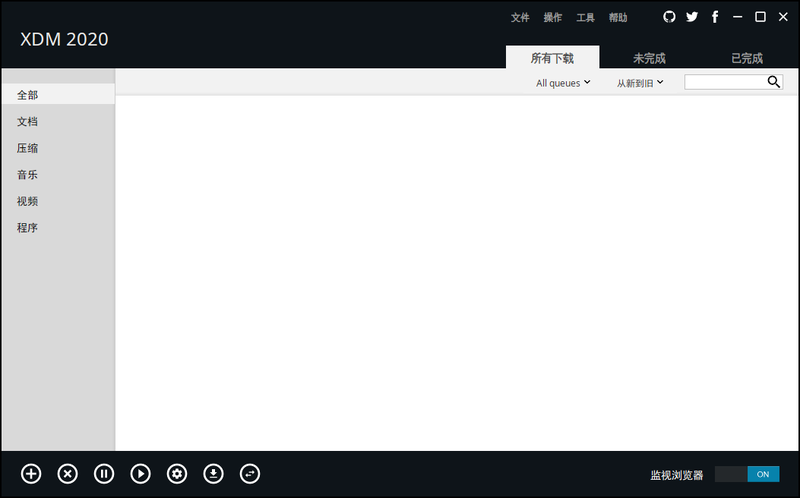 文件 操作 工具 帮助
XDM 2020
所有下载 未完成 已完成
All queues 从新到旧
全部
文档
压缩
音乐
视频
程序
监视浏览器 ON